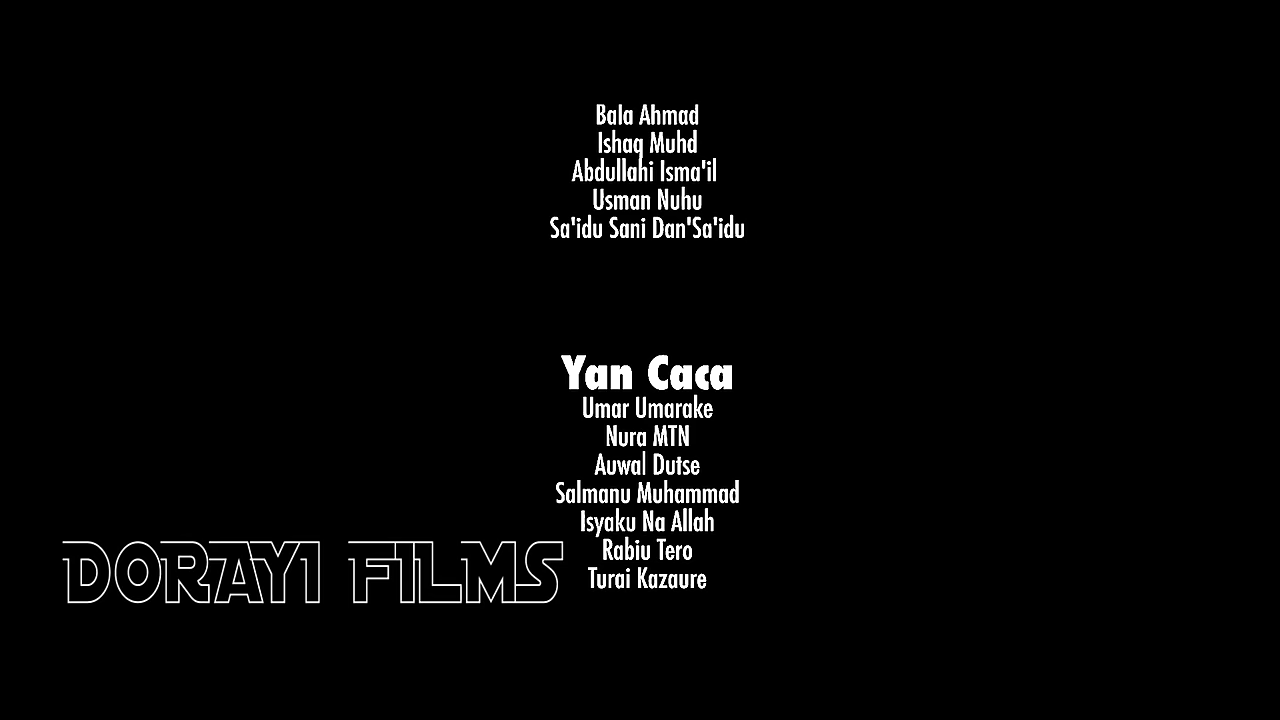 Bala Ahmad
Ishaq Muhd
Abdullahi Isma'il
Usman Nuhu
Sa'idu Sani Dan'Sa'idu
Yan Caca
Umar Umarake
Nura MTN
Auwal Dutse
Salmanu Muhammad
Isyaku Na Allah
Rabiu Tero
Turai Kazaure
DORAYI FILMS